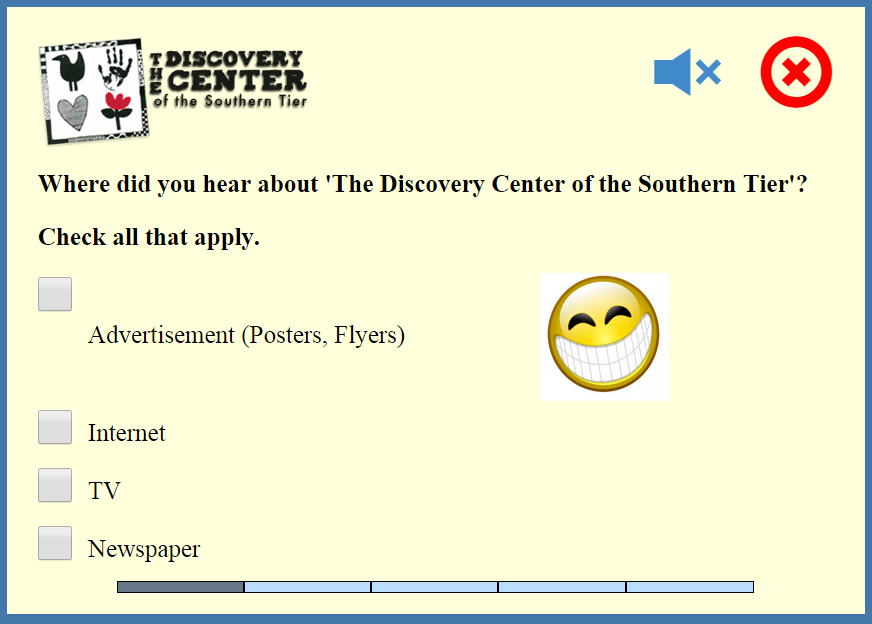 THE DISCOVERY
CENTER
of the Southern Tier
Where did you hear about 'The Discovery Center of the Southern Tier'?
Check all that apply.
Advertisement (Posters, Flyers)
Internet
TV
Newspaper